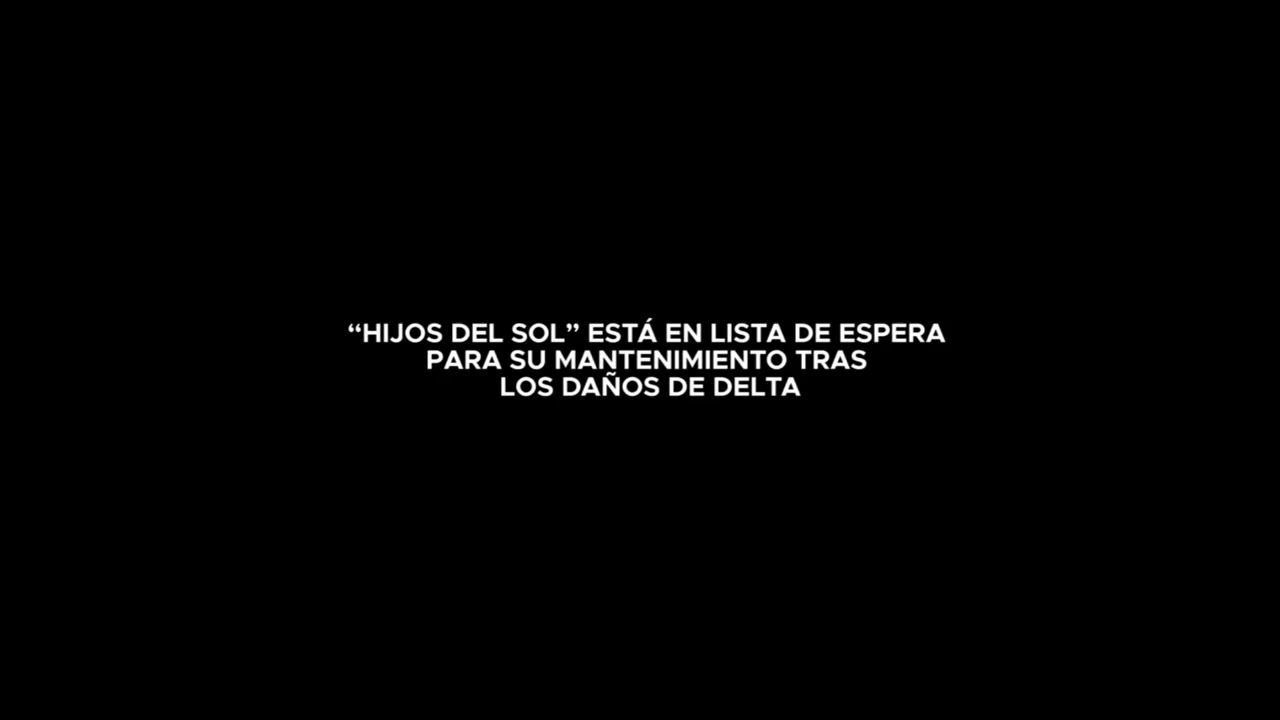 “HIJOS DEL SOL” ESTÁ EN LISTA DE ESPERA
PARA SU MANTENIMIENTO TRAS
LOS DAÑOS DE DELTA